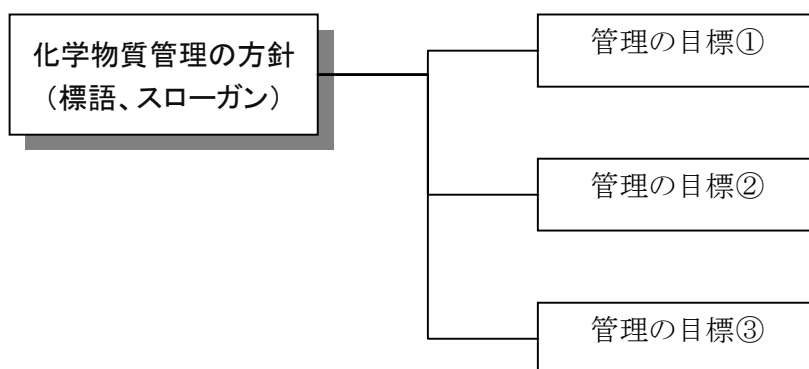 化学物質管理の方針
（標語、スローガン）
管理の目標①
管理の目標②
管理の目標③